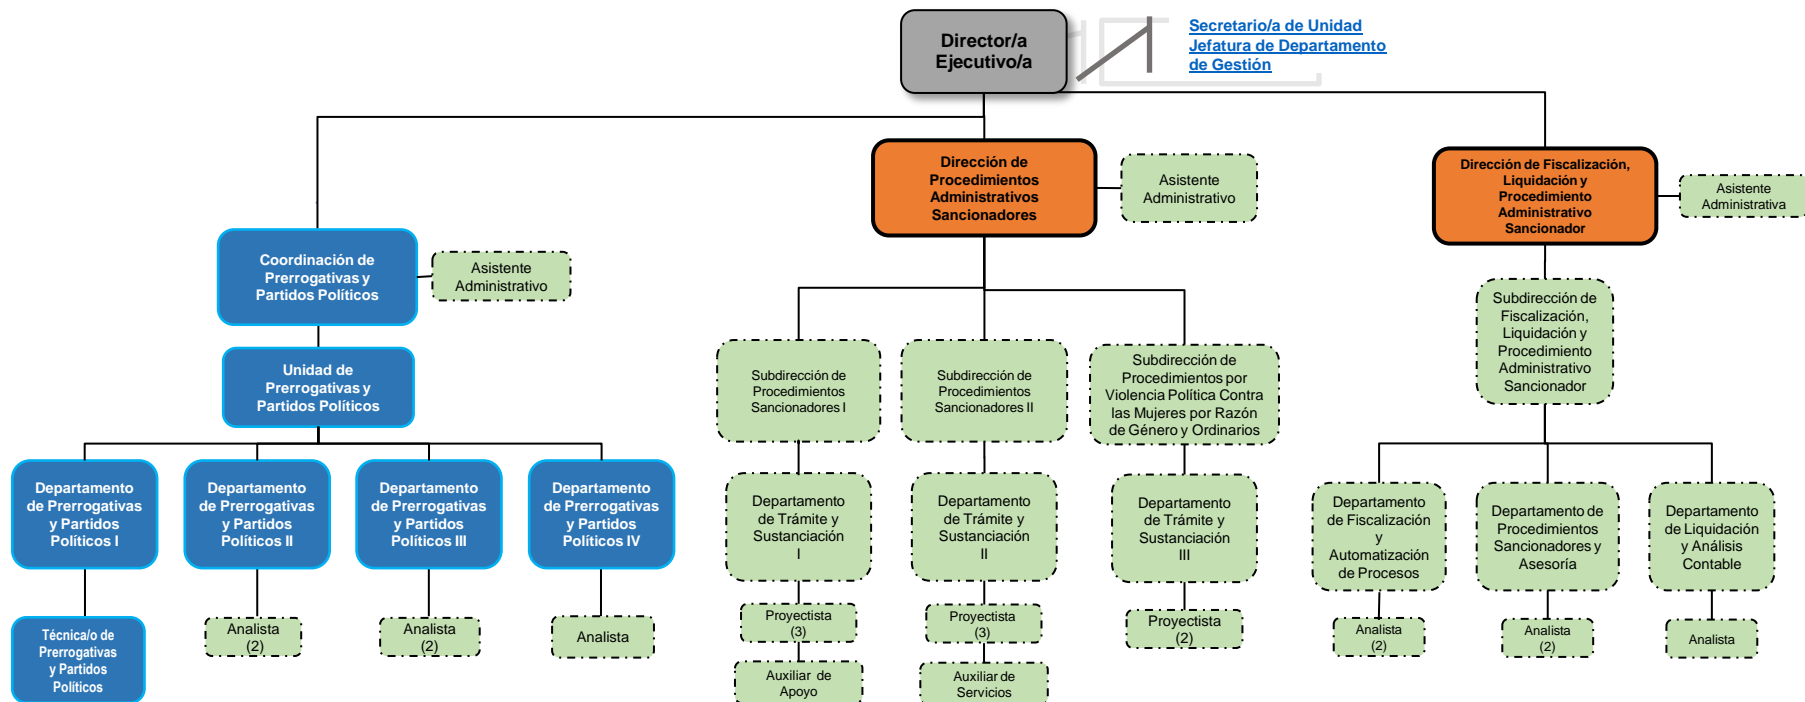 Director/a
Ejecutivo/a
Secretario/a de Unidad
Jefatura de Departamento
de Gestión
Dirección de
Procedimientos
Administrativos
Sancionadores
Asistente
Administrativo
Dirección de Fiscalización,
Liquidación y
Procedimiento
Administrativo
Sancionador
Asistente
Administrativa
Coordinación de
Prerrogativas y
Partidos Políticos
Asistente
Administrativo
Unidad de
Prerrogativas y
Partidos Políticos
Subdirección de
Procedimientos
Sancionadores I
Subdirección de
Procedimientos
Sancionadores II
Subdirección de
Procedimientos por
Violencia Política Contra
las Mujeres por Razón
de Género y Ordinarios
Subdirección de
Fiscalización,
Liquidación y
Procedimiento
Administrativo
Sancionador
Departamento
de Prerrogativas
y Partidos
Políticos I
Departamento
de Prerrogativas
y Partidos
Políticos II
Departamento
de Prerrogativas
y Partidos
Políticos III
Departamento
de Prerrogativas
y Partidos
Políticos IV
Departamento
de Trámite y
Sustanciación
I
Departamento
de Trámite y
Sustanciación
II
Departamento
de Trámite y
Sustanciación
III
Departamento
de Fiscalización
y
Automatización
de Procesos
Departamento de
Procedimientos
Sancionadores y
Asesoría
Departamento
de Liquidación
y Análisis
Contable
Técnica/o de
Prerrogativas
y Partidos
Políticos
Analista
(2)
Analista
(2)
Analista
Proyectista
(3)
Proyectista
(3)
Proyectista
(2)
Analista
(2)
Analista
(2)
Analista
Auxiliar de
Apoyo
Auxiliar de
Servicios